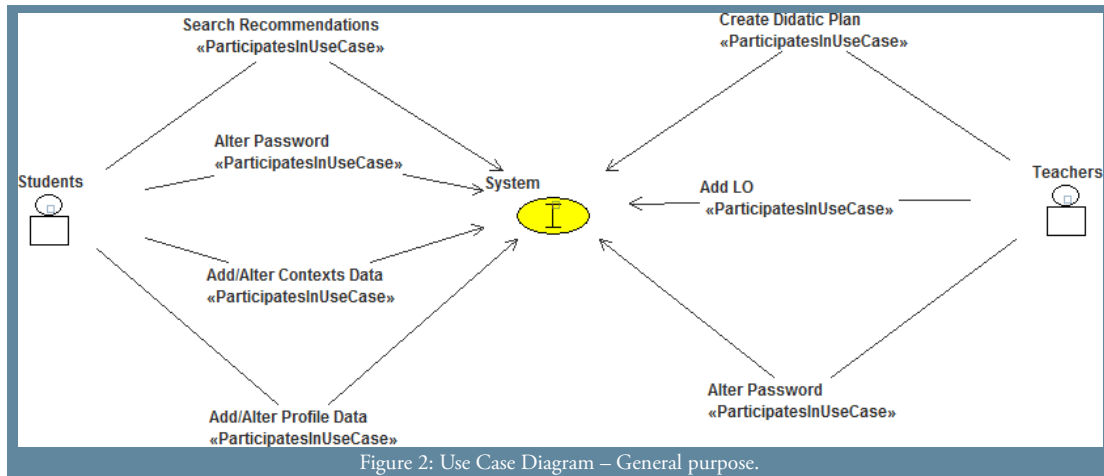 Search Recommendations
«ParticipatesInUseCase»
Create Didatic Plan
«ParticipatesInUseCase»
Alter Password
«ParticipatesInUseCase»
Students
System
Add LO
«ParticipatesInUseCase»
Teachers
Add/Alter Contexts Data
«ParticipatesInUseCase»
Alter Password
«ParticipatesInUseCase»
Add/Alter Profile Data
«ParticipatesInUseCase»
Figure 2: Use Case Diagram – General purpose.